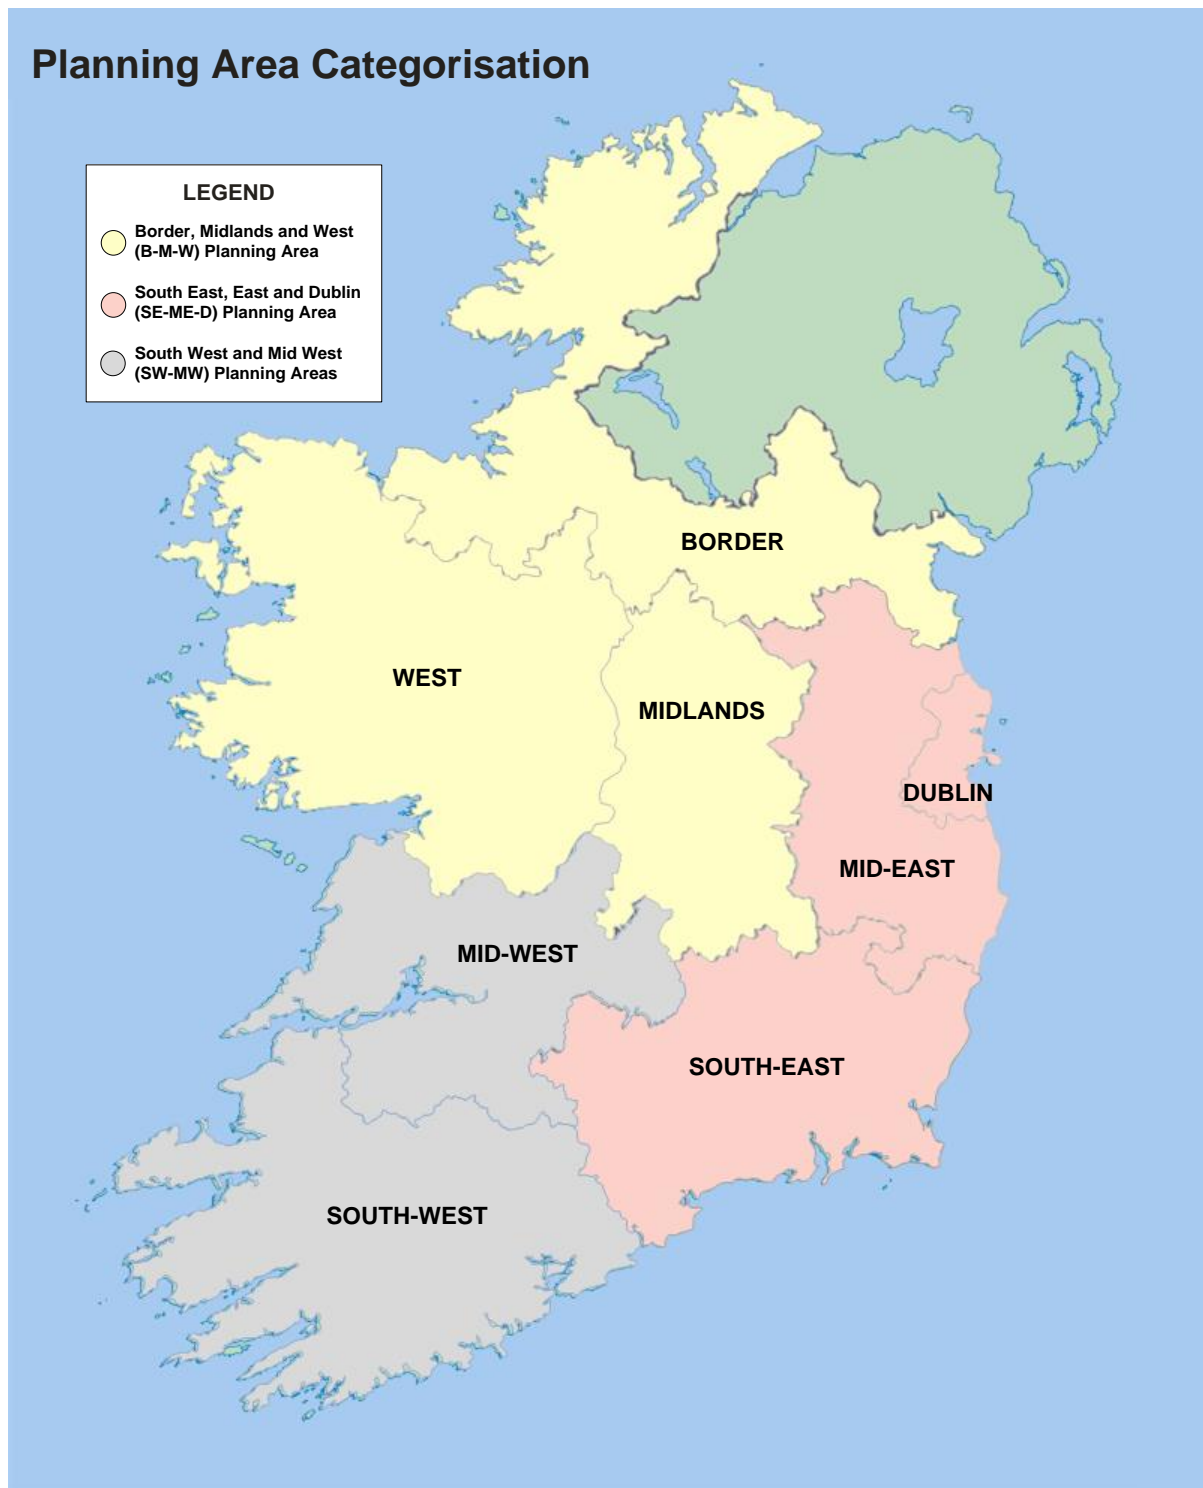 Planning Area Categorisation
LEGEND
Border, Midlands and West
(B-M-W) Planning Area
South East, East and Dublin
(SE-ME-D) Planning Area
South West and Mid West
(SW-MW) Planning Areas
BORDER
WEST
MIDLANDS
DUBLIN
MID-EAST
MID-WEST
SOUTH-EAST
SOUTH-WEST